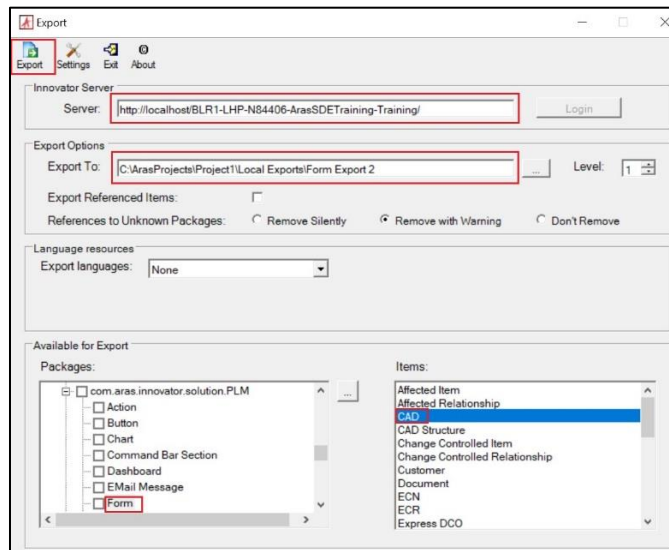 Export
Export Settings Exit About
Innovator Server
Server: http://localhost/BLR1-LHP-N84406-ArasSDETraining-Training/ Login
Export Options
Export To: C:\ArasProjects\Project1\Local Exports\Form Export 2 ... Level: 1
Export Referenced Items:
References to Unknown Packages: Remove Silently Remove with Warning Don't Remove
Language resources
Export languages: None
Available for Export
Packages:
com.aras.innovator.solution.PLM
Action
Button
Chart
Command Bar Section
Dashboard
EMail Message
Form
...
Items:
Affected Item
Affected Relationship
CAD
CAD Structure
Change Controlled Item
Change Controlled Relationship
Customer
Document
ECN
ECR
Express DCO